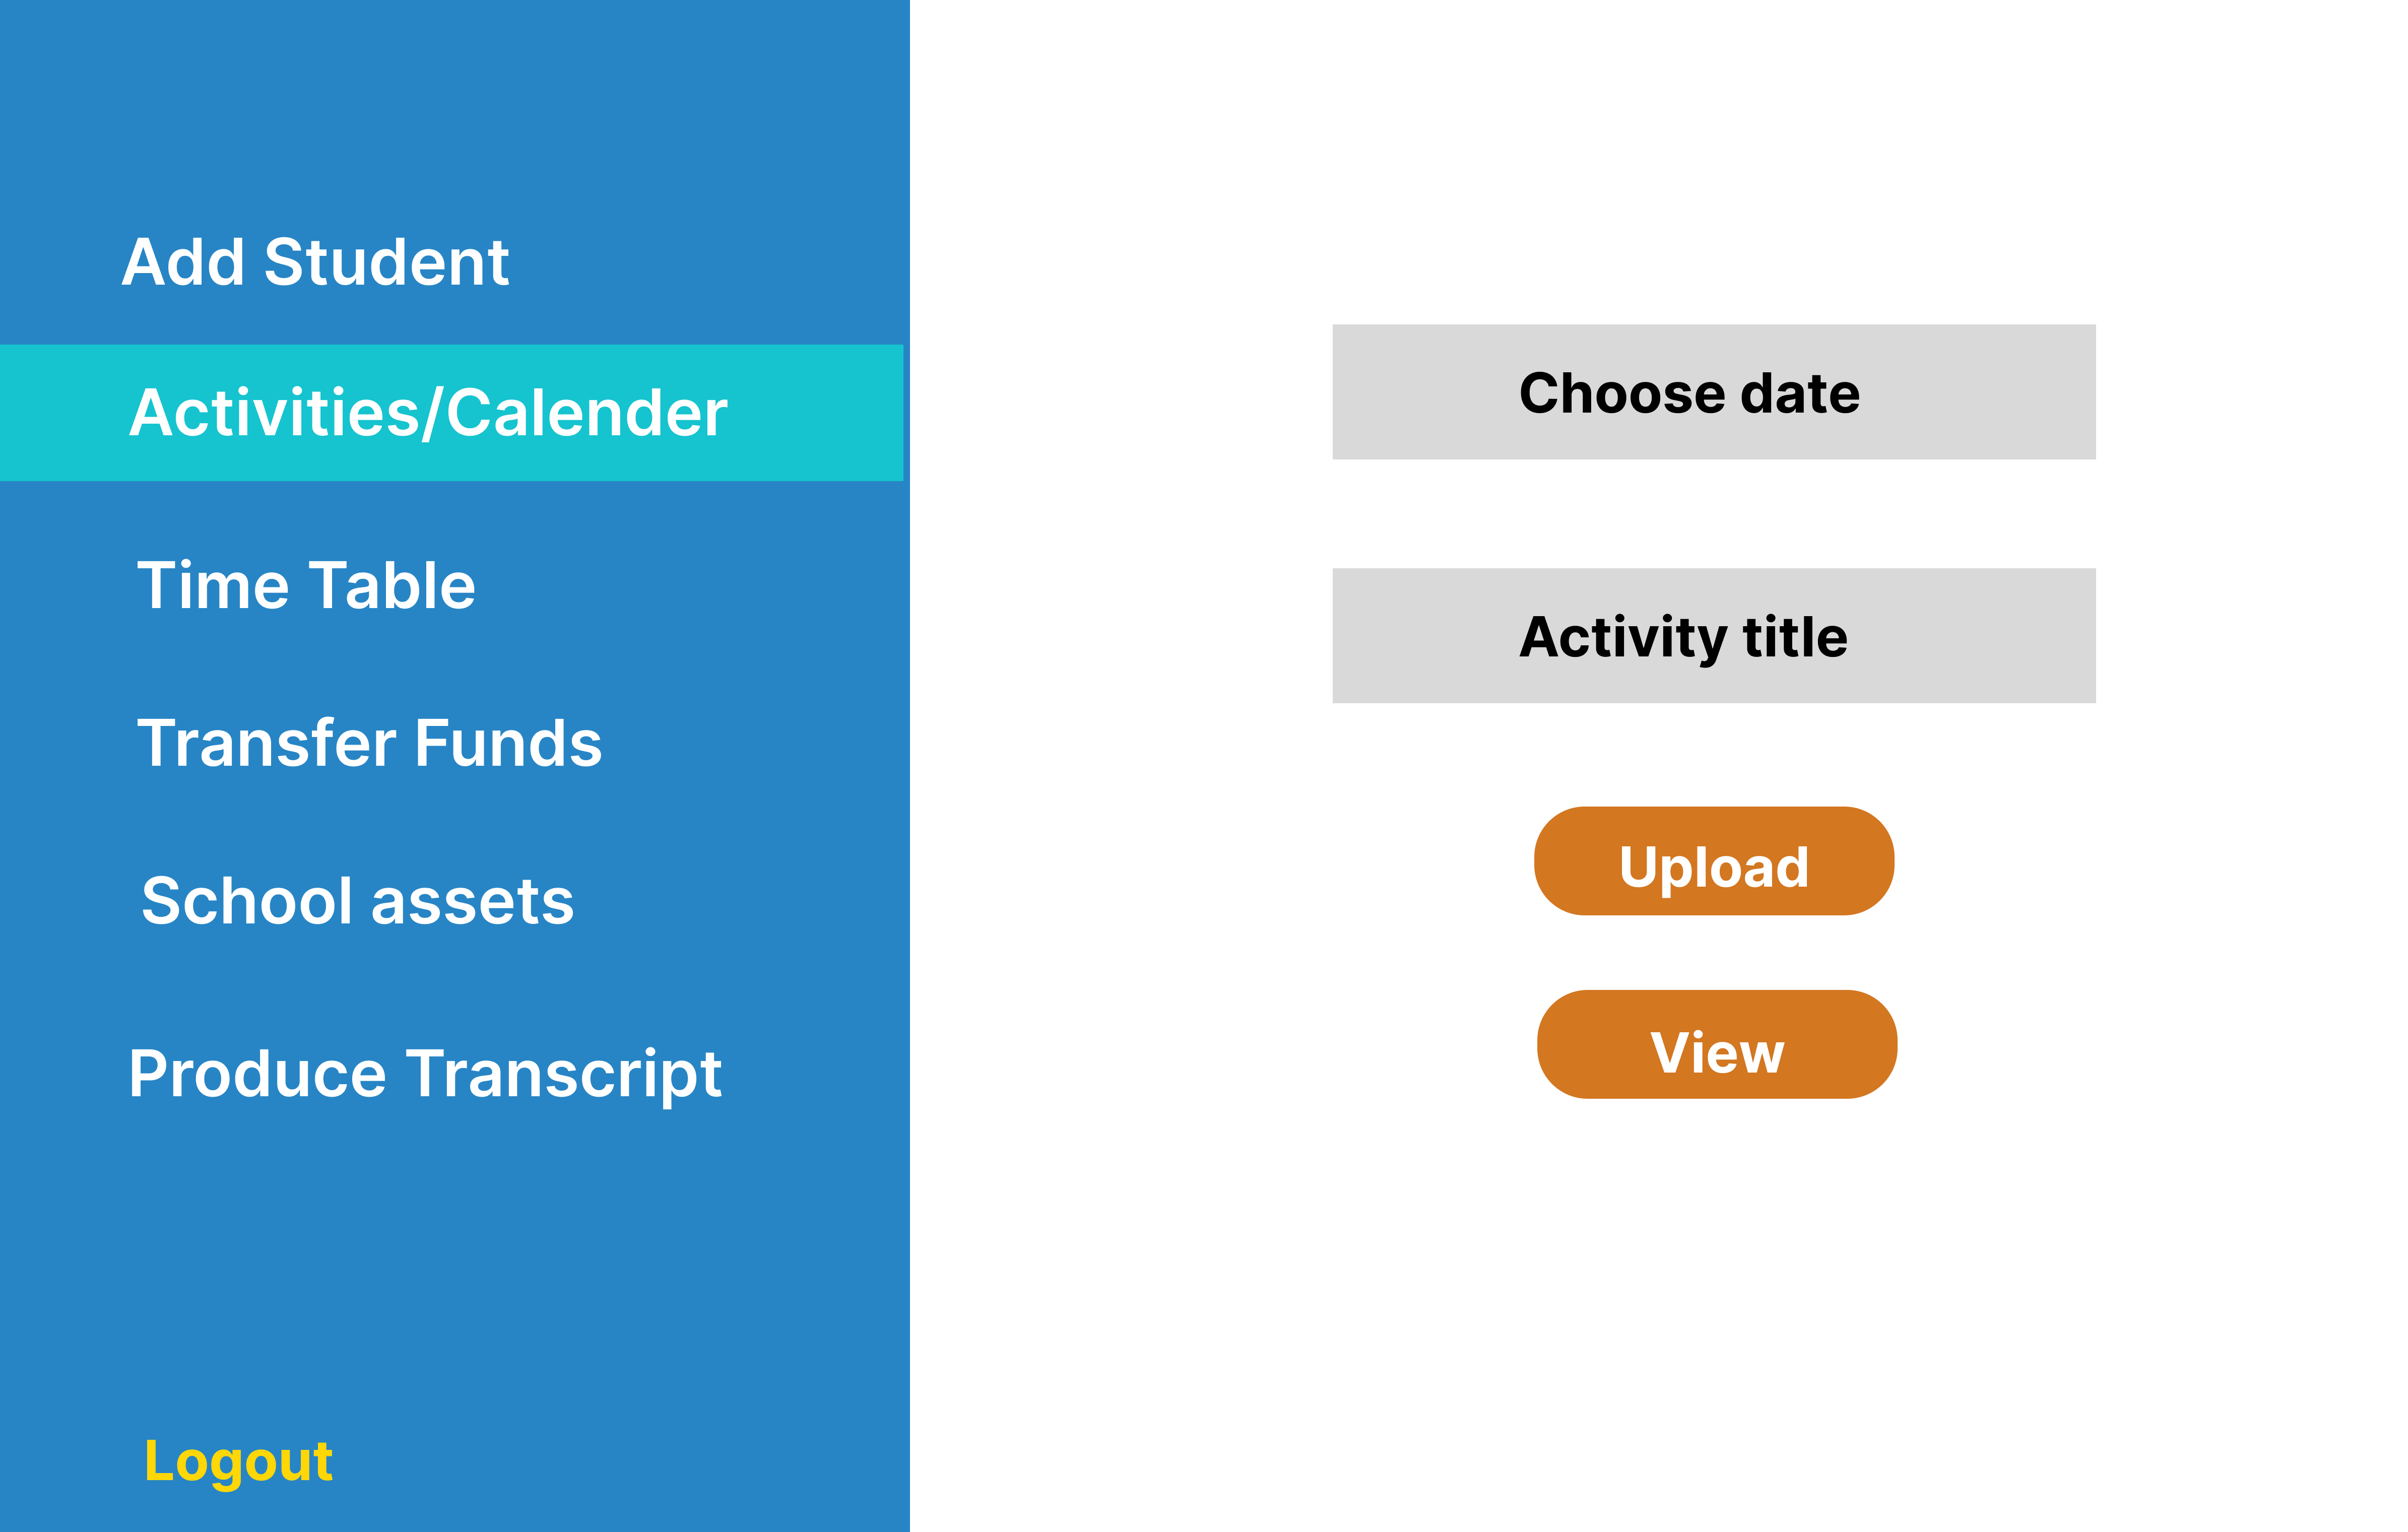 Add Student
Activities/Calender
Time Table
Transfer Funds
School assets
Produce Transcript
Logout
Choose date
Activity title
Upload
View